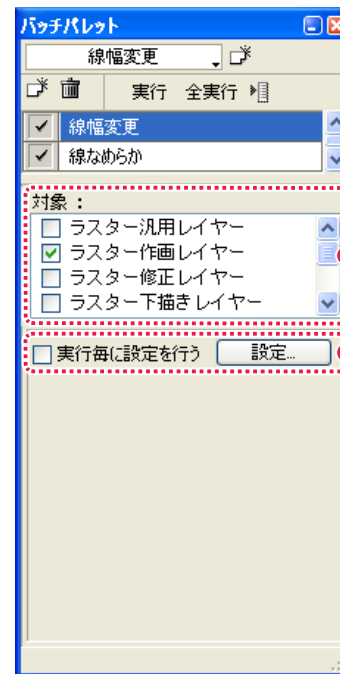 バッチパレット
線幅変更
実行 全実行
線幅変更
線なめらか
対象：
ラスター汎用レイヤー
ラスター作画レイヤー
ラスター修正レイヤー
ラスター下描きレイヤー
実行毎に設定を行う 設定...